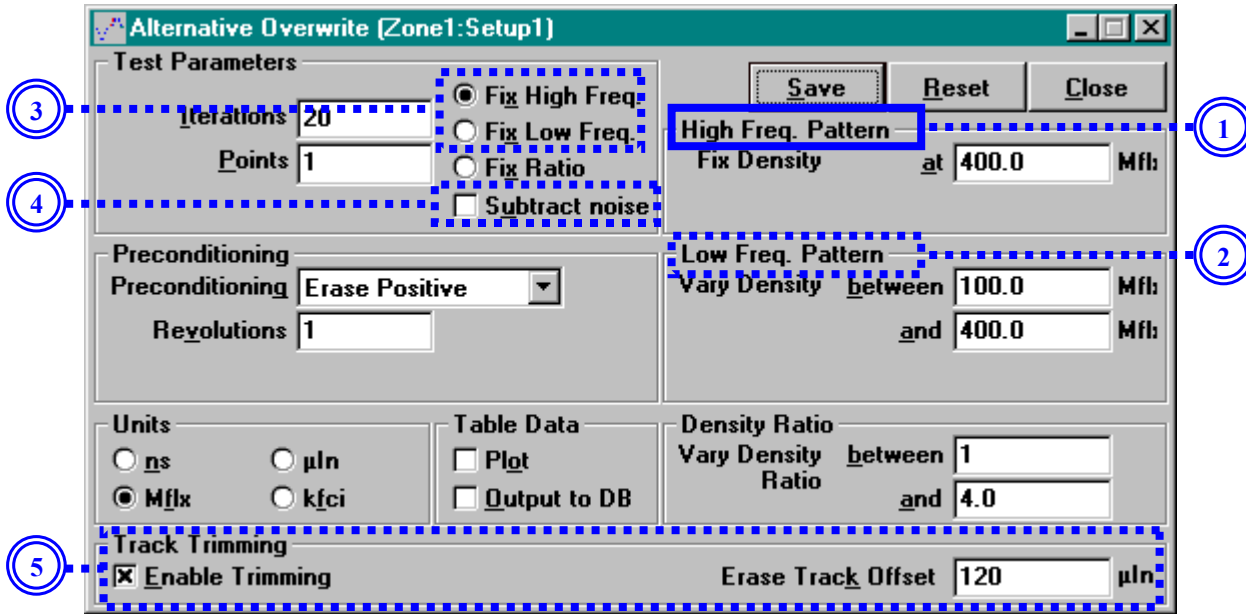 Alternative Overwrite (Zone1:Setup1)
Test Parameters
Iterations 20
Points 1
Fix High Freq.
Fix Low Freq.
Fix Ratio
Subtract noise
Save Reset Close
High Freq. Pattern
Fix Density at 400.0 Mflx
Preconditioning
Preconditioning Erase Positive
Revolutions 1
Low Freq. Pattern
Vary Density between 100.0 Mflx
and 400.0 Mflx
Units
ns µIn
Mflx kfci
Table Data
Plot
Output to DB
Density Ratio
Vary Density Ratio between 1
and 4.0
Track Trimming
Enable Trimming
Erase Track Offset 120 µIn
1
2
3
4
5